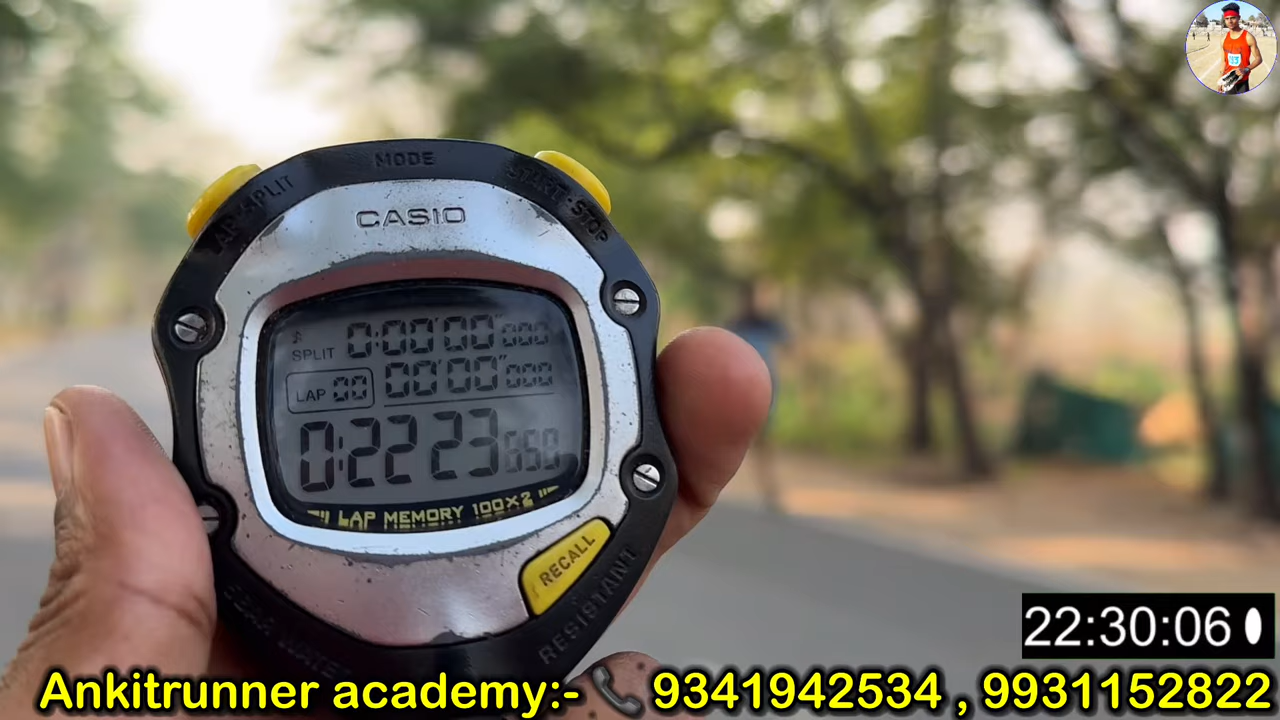 MODE
LAP·SPLIT
START·STOP
CASIO
SPLIT 0:00'00"000
LAP 00 00'00"000
0:22 23
LAP MEMORY 100×2
RECALL
RESISTANT
22:30:06
Ankitrunner academy:- 9341942534 , 9931152822